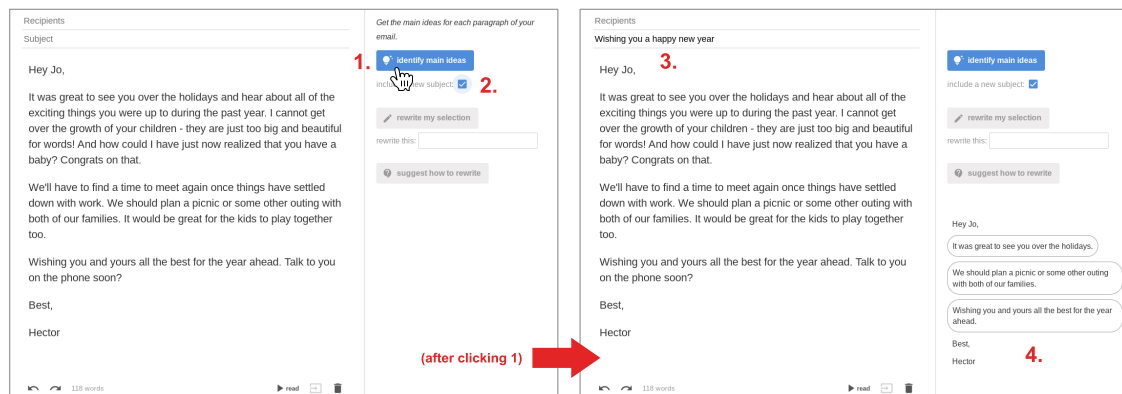 Recipients
Subject
Hey Jo,
It was great to see you over the holidays and hear about all of the
exciting things you were up to during the past year. I cannot get
over the growth of your children - they are just too big and beautiful
for words! And how could I have just now realized that you have a
baby? Congrats on that.
We'll have to find a time to meet again once things have settled
down with work. We should plan a picnic or some other outing with
both of our families. It would be great for the kids to play together
too.
Wishing you and yours all the best for the year ahead. Talk to you
on the phone soon?
Best,
Hector
118 words
read
Get the main ideas for each paragraph of your
email.
1.
identify main ideas
new subject:
2.
rewrite my selection
rewrite this:
suggest how to rewrite
(after clicking 1)
Recipients
Wishing you a happy new year
3.
Hey Jo,
It was great to see you over the holidays and hear about all of the
exciting things you were up to during the past year. I cannot get
over the growth of your children - they are just too big and beautiful
for words! And how could I have just now realized that you have a
baby? Congrats on that.
We'll have to find a time to meet again once things have settled
down with work. We should plan a picnic or some other outing with
both of our families. It would be great for the kids to play together
too.
Wishing you and yours all the best for the year ahead. Talk to you
on the phone soon?
Best,
Hector
118 words
read
identify main ideas
include a new subject:
rewrite my selection
rewrite this:
suggest how to rewrite
Hey Jo,
It was great to see you over the holidays.
We should plan a picnic or some other outing
with both of our families.
Wishing you and yours all the best for the year
ahead.
Best,
Hector
4.